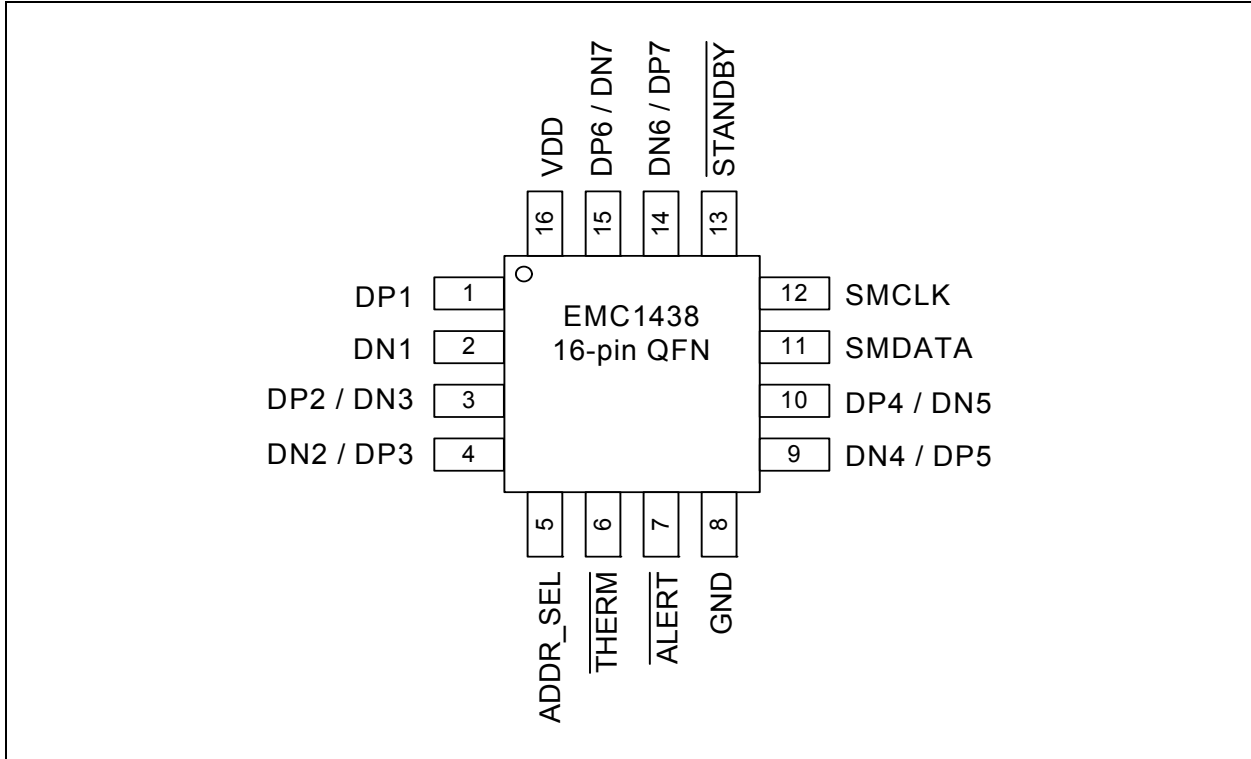 VDD
DP6 / DN7
DN6 / DP7
STANDBY
16
15
14
13
DP1 1
DN1 2
DP2 / DN3 3
DN2 / DP3 4
EMC1438
16-pin QFN
12 SMCLK
11 SMDATA
10 DP4 / DN5
9 DN4 / DP5
5
6
7
8
ADDR_SEL
THERM
ALERT
GND